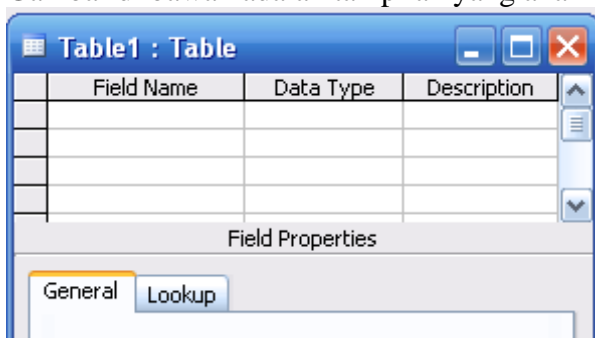 Table1 : Table
Field Name Data Type Description
Field Properties
General Lookup